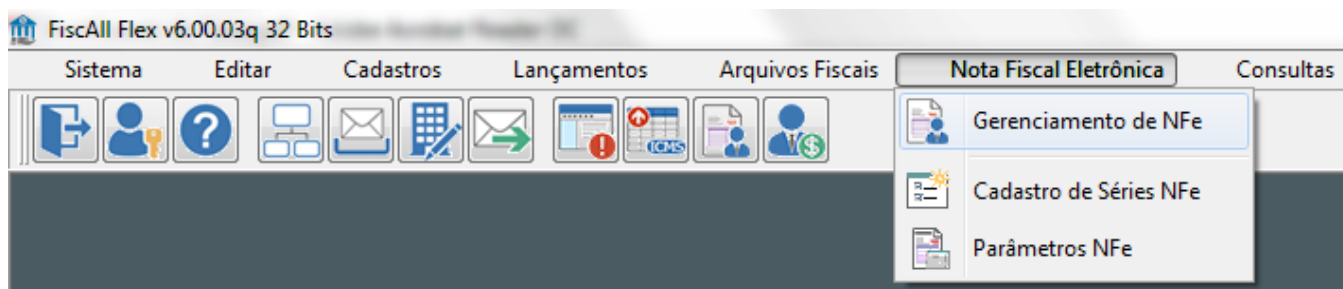 FiscAll Flex v6.00.03q 32 Bits
Sistema Editar Cadastros Lançamentos Arquivos Fiscais Nota Fiscal Eletrônica Consultas
ICMS
Gerenciamento de NFe
Cadastro de Séries NFe
Parâmetros NFe